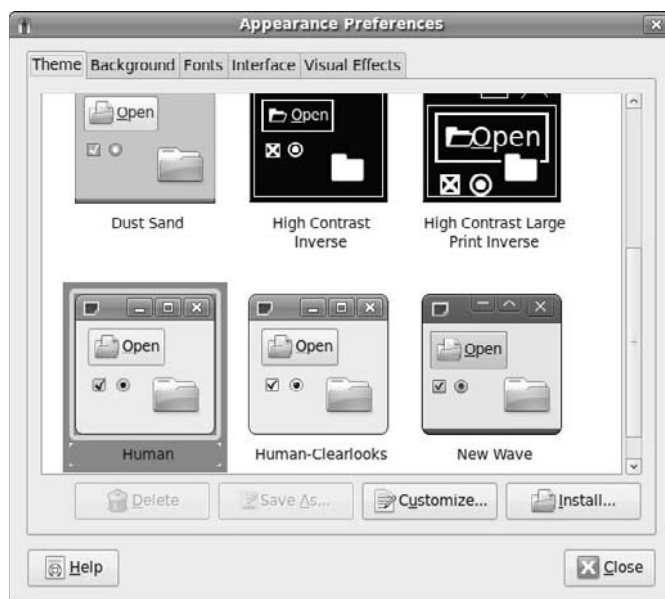 Appearance Preferences
Theme Background Fonts Interface Visual Effects
Open Open Open
Dust Sand High Contrast Inverse High Contrast Large Print Inverse
Open Open Open
Human Human-Clearlooks New Wave
Delete Save As... Customize... Install...
Help Close